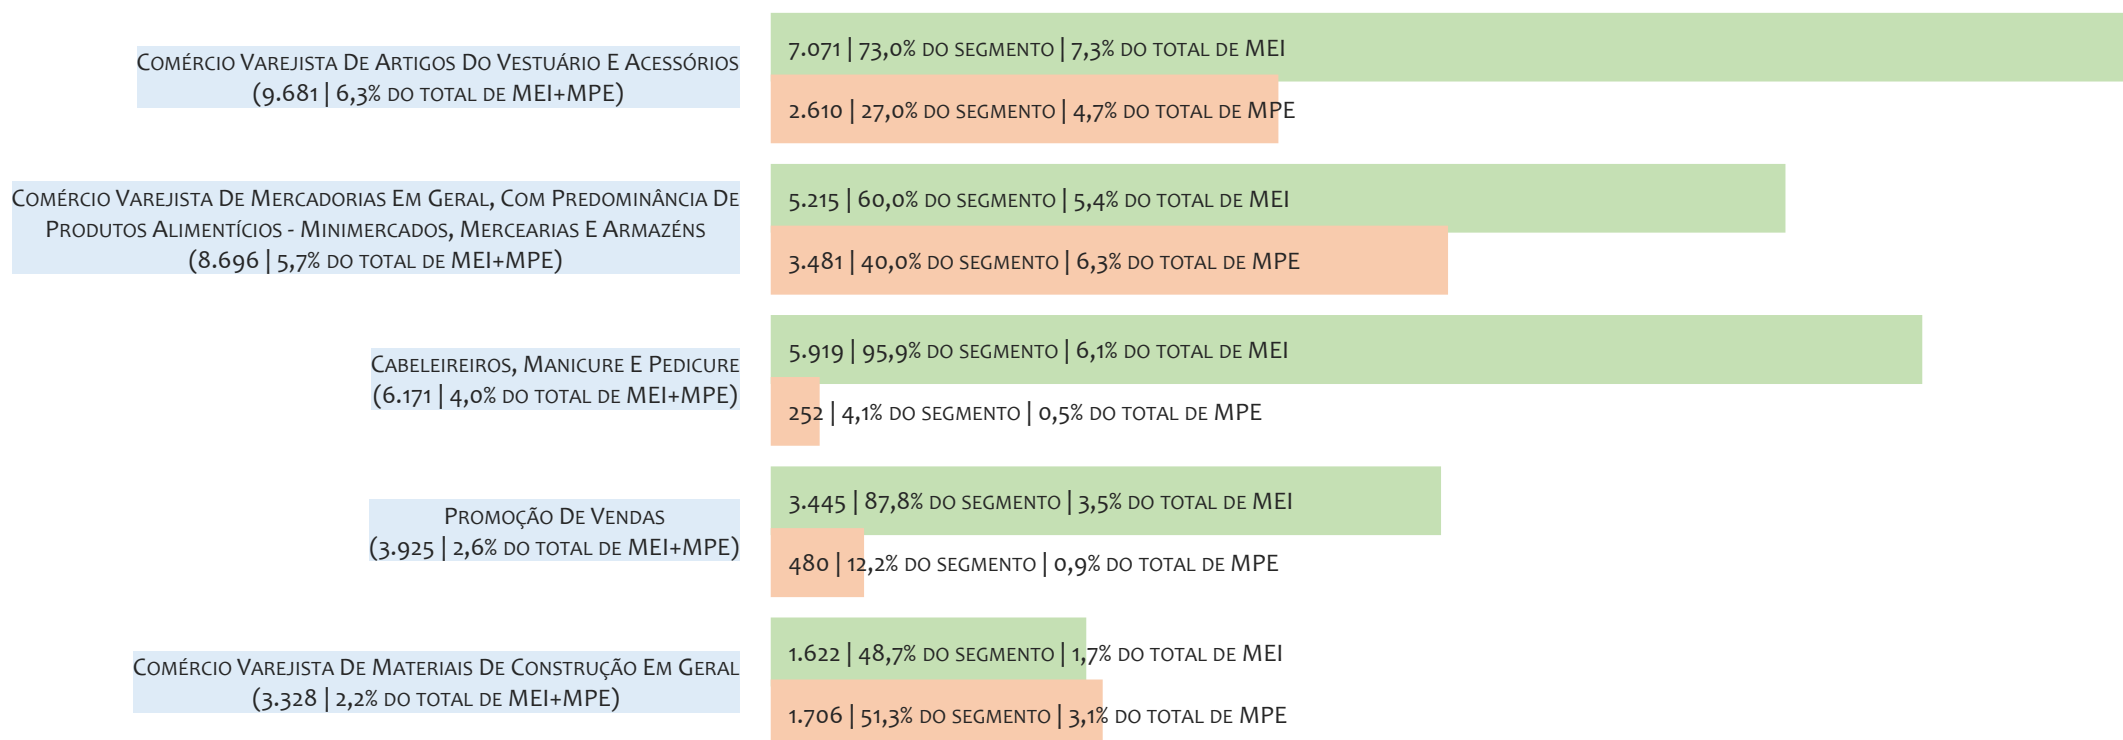 Comércio Varejista De Artigos Do Vestuário E Acessórios
(9.681 | 6,3% do total de MEI+MPE)
7.071 | 73,0% do segmento | 7,3% do total de MEI
2.610 | 27,0% do segmento | 4,7% do total de MPE
Comércio Varejista De Mercadorias Em Geral, Com Predominância De
Produtos Alimentícios - Minimercados, Mercearias E Armazéns
(8.696 | 5,7% do total de MEI+MPE)
5.215 | 60,0% do segmento | 5,4% do total de MEI
3.481 | 40,0% do segmento | 6,3% do total de MPE
Cabeleireiros, Manicure E Pedicure
(6.171 | 4,0% do total de MEI+MPE)
5.919 | 95,9% do segmento | 6,1% do total de MEI
252 | 4,1% do segmento | 0,5% do total de MPE
Promoção De Vendas
(3.925 | 2,6% do total de MEI+MPE)
3.445 | 87,8% do segmento | 3,5% do total de MEI
480 | 12,2% do segmento | 0,9% do total de MPE
Comércio Varejista De Materiais De Construção Em Geral
(3.328 | 2,2% do total de MEI+MPE)
1.622 | 48,7% do segmento | 1,7% do total de MEI
1.706 | 51,3% do segmento | 3,1% do total de MPE